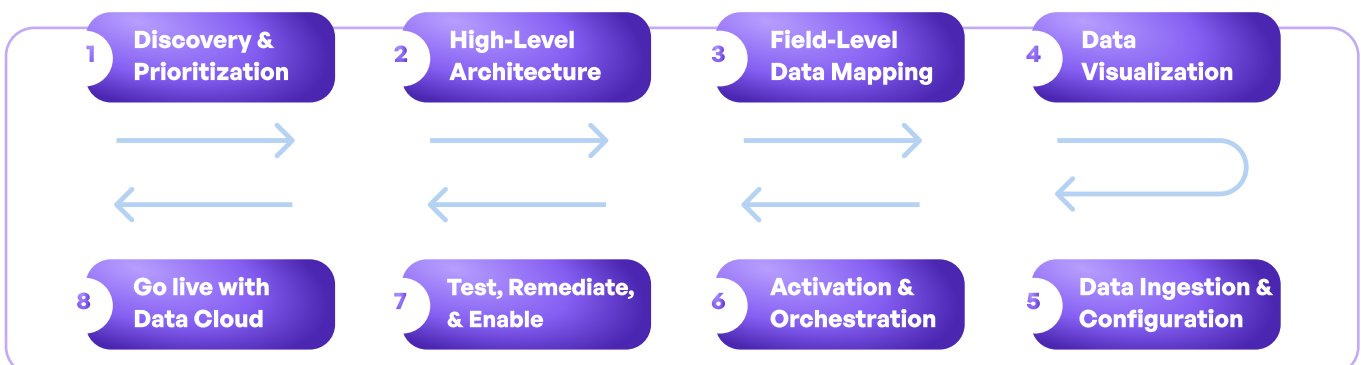 1
Discovery &
Prioritization
2
High-Level
Architecture
3
Field-Level
Data Mapping
4
Data
Visualization
8
Go live with
Data Cloud
7
Test, Remediate,
& Enable
6
Activation &
Orchestration
5
Data Ingestion &
Configuration